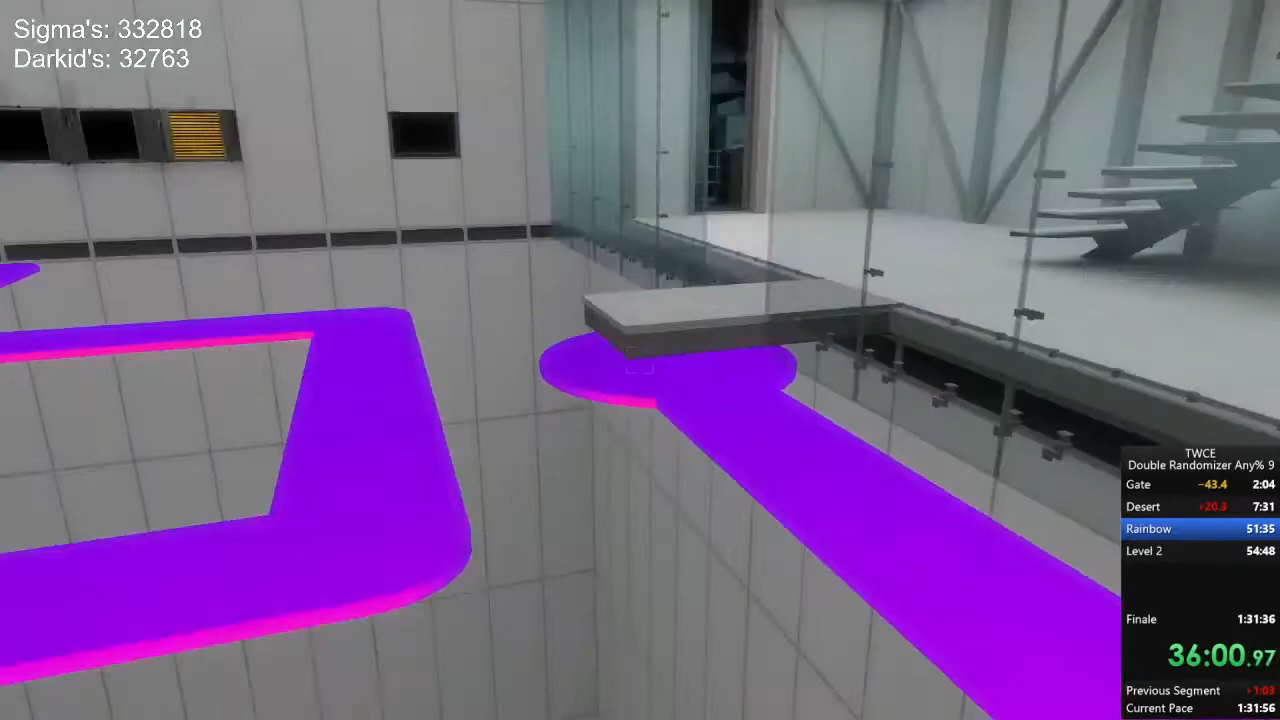 Sigma's: 332818
Darkid's: 32763
TWCE
Double Randomizer Any% 9
Gate -43.4 2:04
Desert +20.3 7:31
Rainbow 51:35
Level 2 54:48
Finale 1:31:36
36:00.97
Previous Segment +1:03
Current Pace 1:31:56